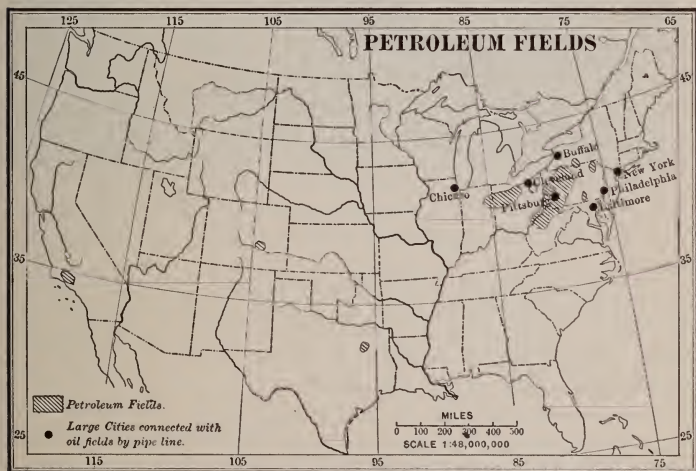 125
115
105
95
85
75
65
PETROLEUM FIELDS
45
45
Buffalo
Cleveland
New York
Chicago
Philadelphia
Pittsburg
Baltimore
35
35
Petroleum Fields.
Large Cities connected with
oil fields by pipe line.
MILES
0 100 200 300 500
SCALE 1:48,000,000
25
25
115
105
95
85
75